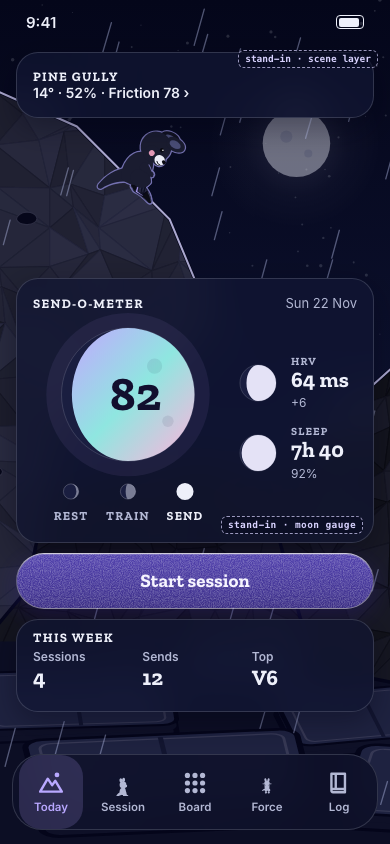 9:41
stand-in · scene layer
PINE GULLY
14° · 52% · Friction 78 ›
SEND-O-METER
Sun 22 Nov
82
HRV
64 ms
+6
SLEEP
7h 40
92%
REST TRAIN SEND
stand-in · moon gauge
Start session
THIS WEEK
Sessions Sends Top
4 12 V6
Today Session Board Force Log